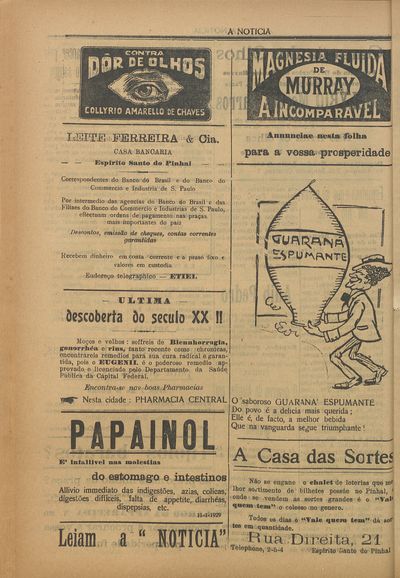 A NOTICIA
CONTRA
DÔR DE OLHOS
COLLYRIO AMARELLO DE CHAVES
LEITE FERREIRA & Cia.
CASA BANCARIA
Espirito Santo do Pinhal
Correspondentes do Banco do Brasil e do Banco do
Commercio e Industria de S. Paulo
Por intermedio das agencias do Banco do Brasil e das
Filiaes do Banco do Commercio e Industrias de S. Paulo,
effectuam ordens de pagamento nas praças
mais importantes do paiz
Descontos, emissão de cheques, contas correntes
garantidas
Recebem dinheiro em conta corrente e a praso fixo e
valores em custodia
Endereço telegraphico — ETIEL
— ULTIMA —
descoberta do seculo XX !!
Moços e velhos: soffreis de Blennhorragia,
gonorrhéa e rins, tanto recente como chronicas,
encontrareis remedios para sua cura radical e garan-
tida, pois o EUGENIL é o poderoso remedio ap-
provado e licenciado pelo Departamento da Saúde
Pública da Capital Federal.
Encontra-se nas boas Pharmacias
Nesta cidade: PHARMACIA CENTRAL
PAPAINOL
E' infallivel nas molestias
do estomago e intestinos
Allivio immediato das indigestões, azias, colicas,
digestões difficeis, falta de appetite, diarrhéas,
dispepsias, etc.
Leiam a " NOTICIA"
MAGNESIA FLUIDA
DE
MURRAY
A INCOMPARAVEL
Annunciae nesta folha
para a vossa prosperidade
GUARANÁ
ESPUMANTE
O saboroso GUARANA' ESPUMANTE
Do povo é a delicia mais querida;
Elle é, de facto, a melhor bebida
Que na vanguarda segue triumphante!
A Casa das Sortes
Não se engane o chalet de loterias que
lhor sortimento de bilhetes possue no Pinhal,
onde se vendem as sortes grandes é o "Vale
quem tem" o colosso no genero.
Todos os dias o "Vale quem tem" dá sor-
tes em quantidade.
Rua Direita, 21
Telephone, 2-5-4 Espirito Santo do Pinhal